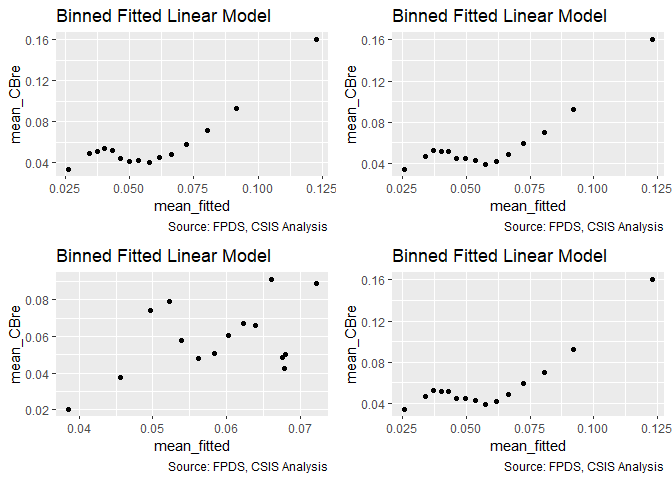 Binned Fitted Linear Model
mean_CBre
0.16
0.12
0.08
0.04
0.025 0.050 0.075 0.100 0.125
mean_fitted
Source: FPDS, CSIS Analysis
Binned Fitted Linear Model
mean_CBre
0.16
0.12
0.08
0.04
0.025 0.050 0.075 0.100 0.125
mean_fitted
Source: FPDS, CSIS Analysis
Binned Fitted Linear Model
mean_CBre
0.08
0.06
0.04
0.02
0.04 0.05 0.06 0.07
mean_fitted
Source: FPDS, CSIS Analysis
Binned Fitted Linear Model
mean_CBre
0.16
0.12
0.08
0.04
0.025 0.050 0.075 0.100 0.125
mean_fitted
Source: FPDS, CSIS Analysis